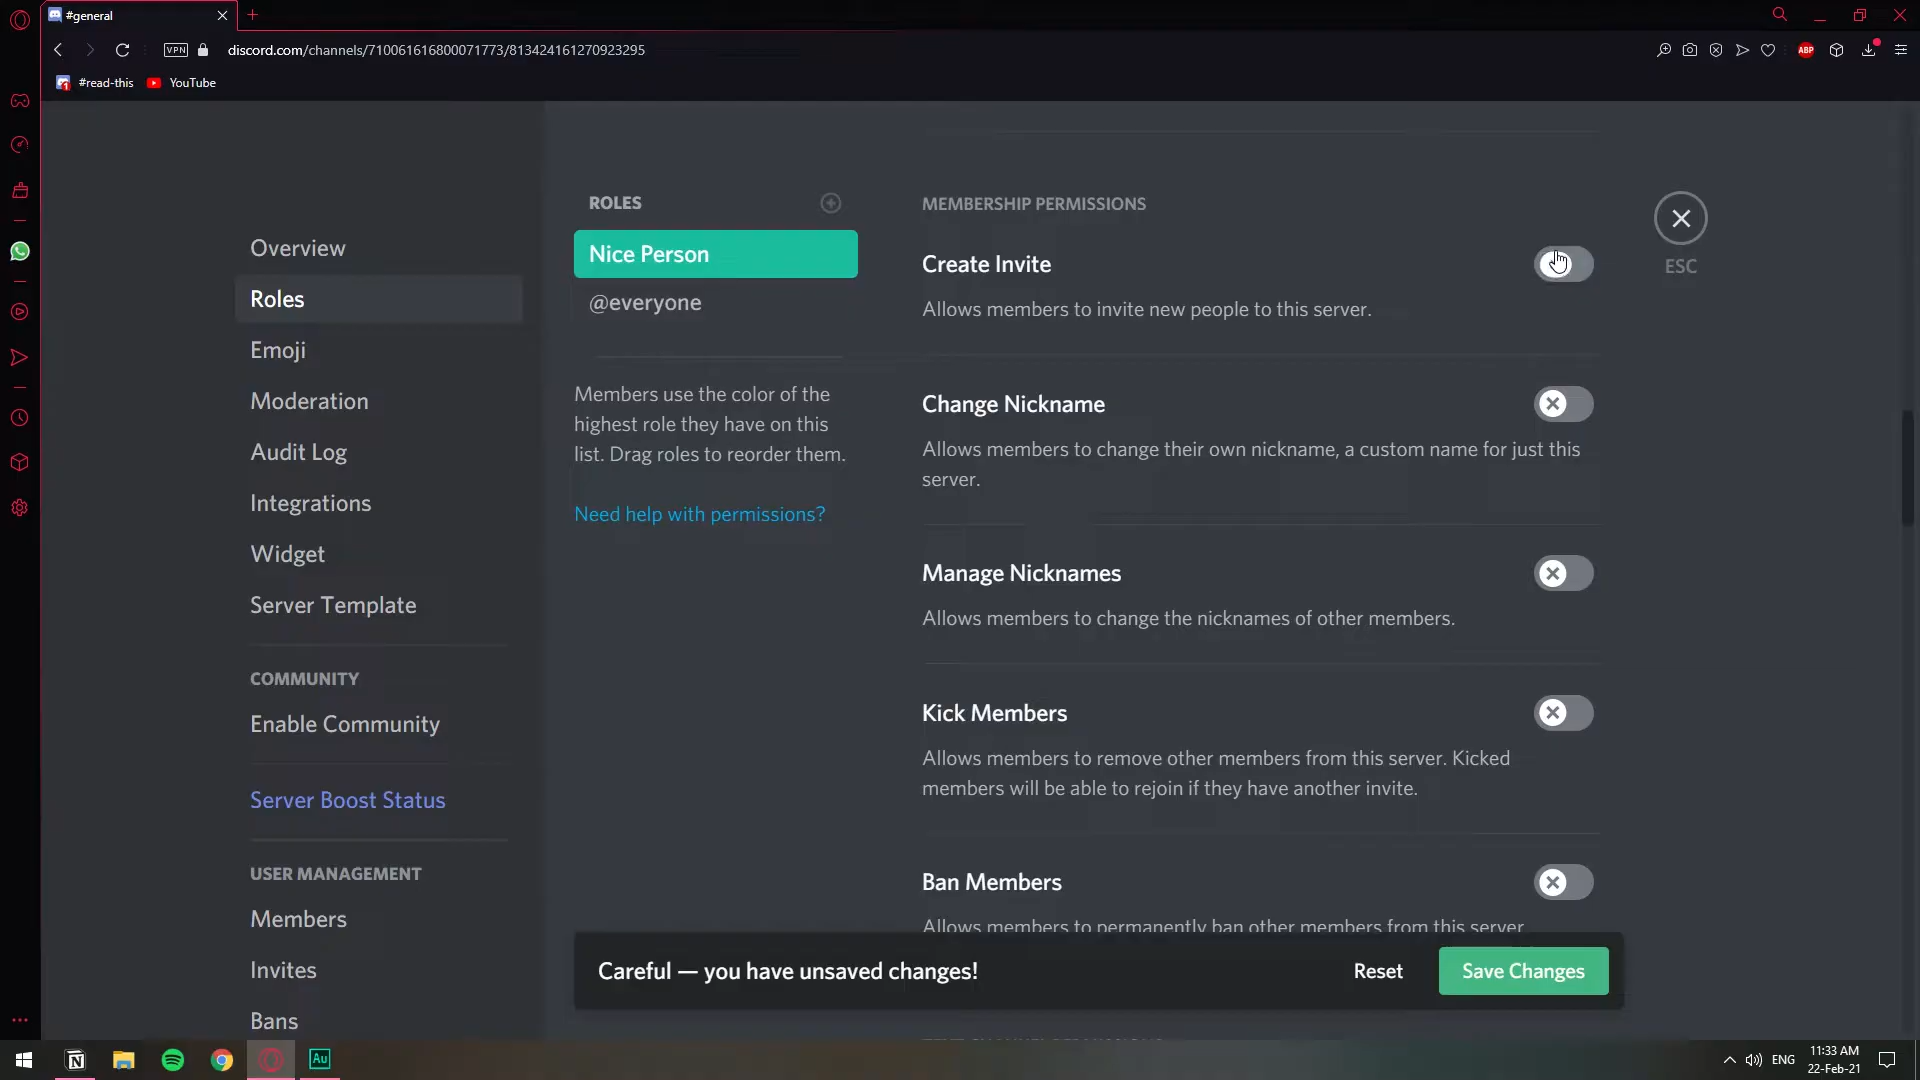 #general
VPN
discord.com/channels/710061616800071773/813424161270923295
ABP
1
#read-this
YouTube
Overview
Roles
Emoji
Moderation
Audit Log
Integrations
Widget
Server Template
COMMUNITY
Enable Community
Server Boost Status
USER MANAGEMENT
Members
Invites
Bans
ROLES
Nice Person
@everyone
Members use the color of the
highest role they have on this
list. Drag roles to reorder them.
Need help with permissions?
MEMBERSHIP PERMISSIONS
Create Invite
Allows members to invite new people to this server.
Change Nickname
Allows members to change their own nickname, a custom name for just this
server.
Manage Nicknames
Allows members to change the nicknames of other members.
Kick Members
Allows members to remove other members from this server. Kicked
members will be able to rejoin if they have another invite.
Ban Members
Allows members to permanently ban other members from this server
Careful — you have unsaved changes!
Reset
Save Changes
ESC
Au
ENG
11:33 AM
22-Feb-21